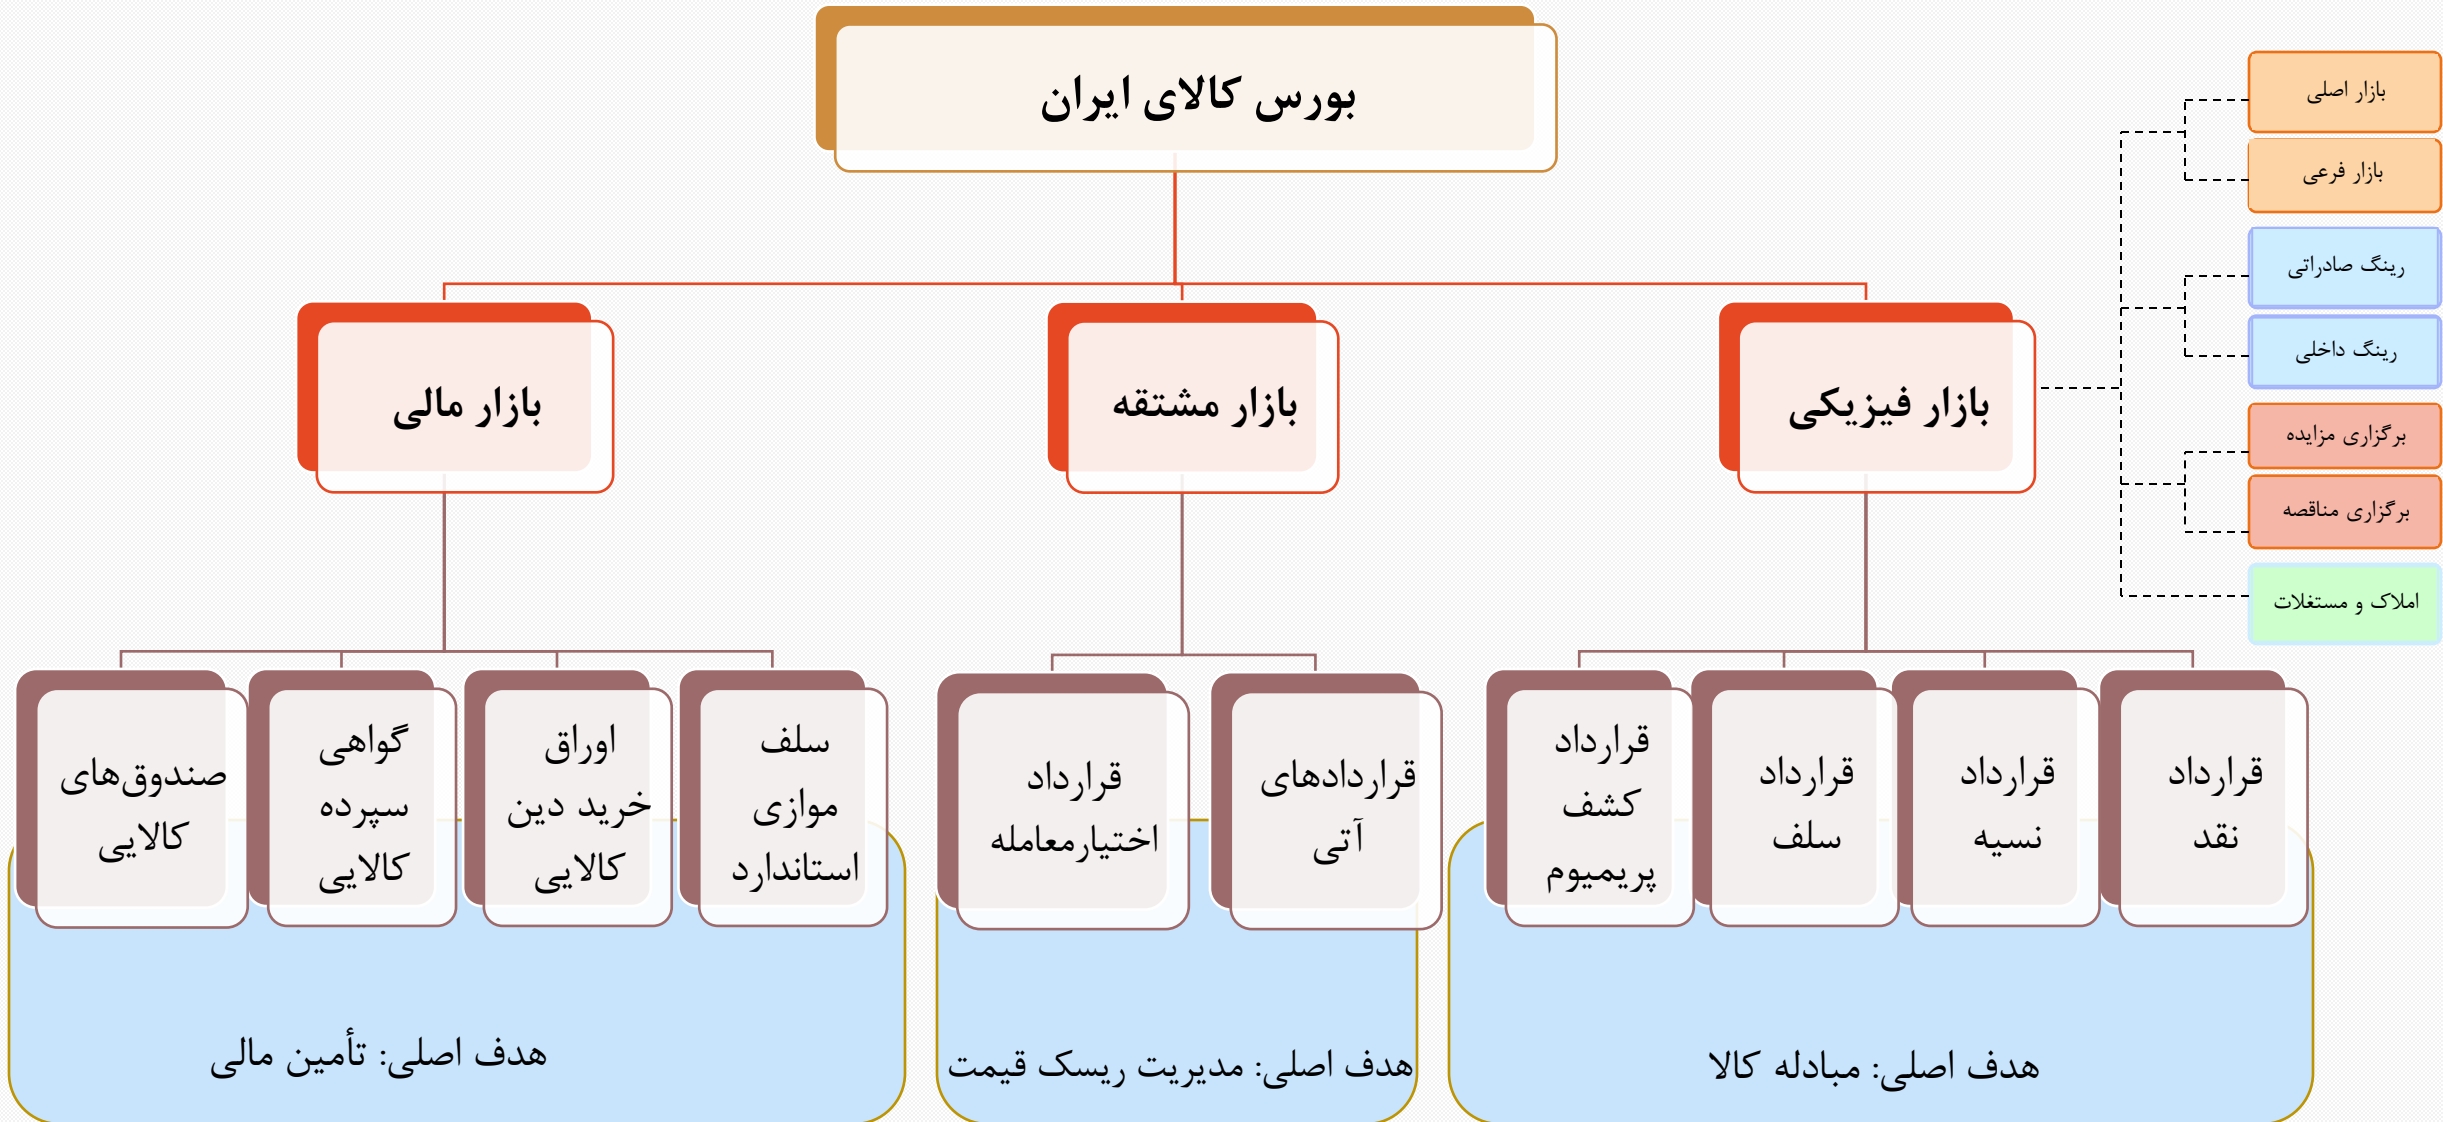 بورس کالای ایران
بازار اصلی
بازار فرعی
رینگ صادراتی
رینگ داخلی
برگزاری مزایده
برگزاری مناقصه
املاک و مستغلات
بازار فیزیکی
بازار مشتقه
بازار مالی
قرارداد
نقد
قرارداد
نسیه
قرارداد
سلف
قرارداد
کشف
پریمیوم
قراردادهای
آتی
قرارداد
اختیارمعامله
سلف
موازی
استاندارد
اوراق
خرید دین
کالایی
گواهی
سپرده
کالایی
صندوق‌های
کالایی
هدف اصلی: مبادله کالا
هدف اصلی: مدیریت ریسک قیمت
هدف اصلی: تأمین مالی